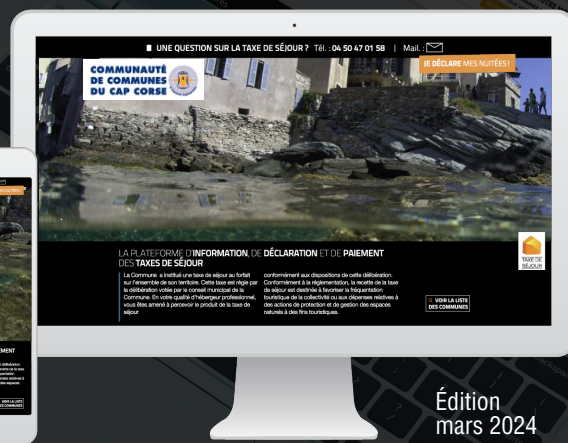 UNE QUESTION SUR LA TAXE DE SÉJOUR ? Tél. : 04 50 47 01 58 | Mail. :
JE DÉCLARE MES NUITÉES !
COMMUNAUTÉ
DE COMMUNES
DU CAP CORSE
LA PLATEFORME D'INFORMATION, DE DÉCLARATION ET DE PAIEMENT
DES TAXES DE SÉJOUR
La Commune a institué une taxe de séjour au forfait
sur l'ensemble de son territoire. Cette taxe est régie par
la délibération votée par le conseil municipal de la
Commune. En votre qualité d'hébergeur professionnel,
vous êtes amené à percevoir le produit de la taxe de
séjour
conformément aux dispositions de cette délibération.
Conformément à la réglementation, la recette de la taxe
de séjour est destinée à favoriser la fréquentation
touristique de la collectivité ou aux dépenses relatives à
des actions de protection et de gestion des espaces
naturels à des fins touristiques.
TAXE DE
SÉJOUR
VOIR LA LISTE
DES COMMUNES
VOIR LA LISTE
DES COMMUNES
Édition
mars 2024